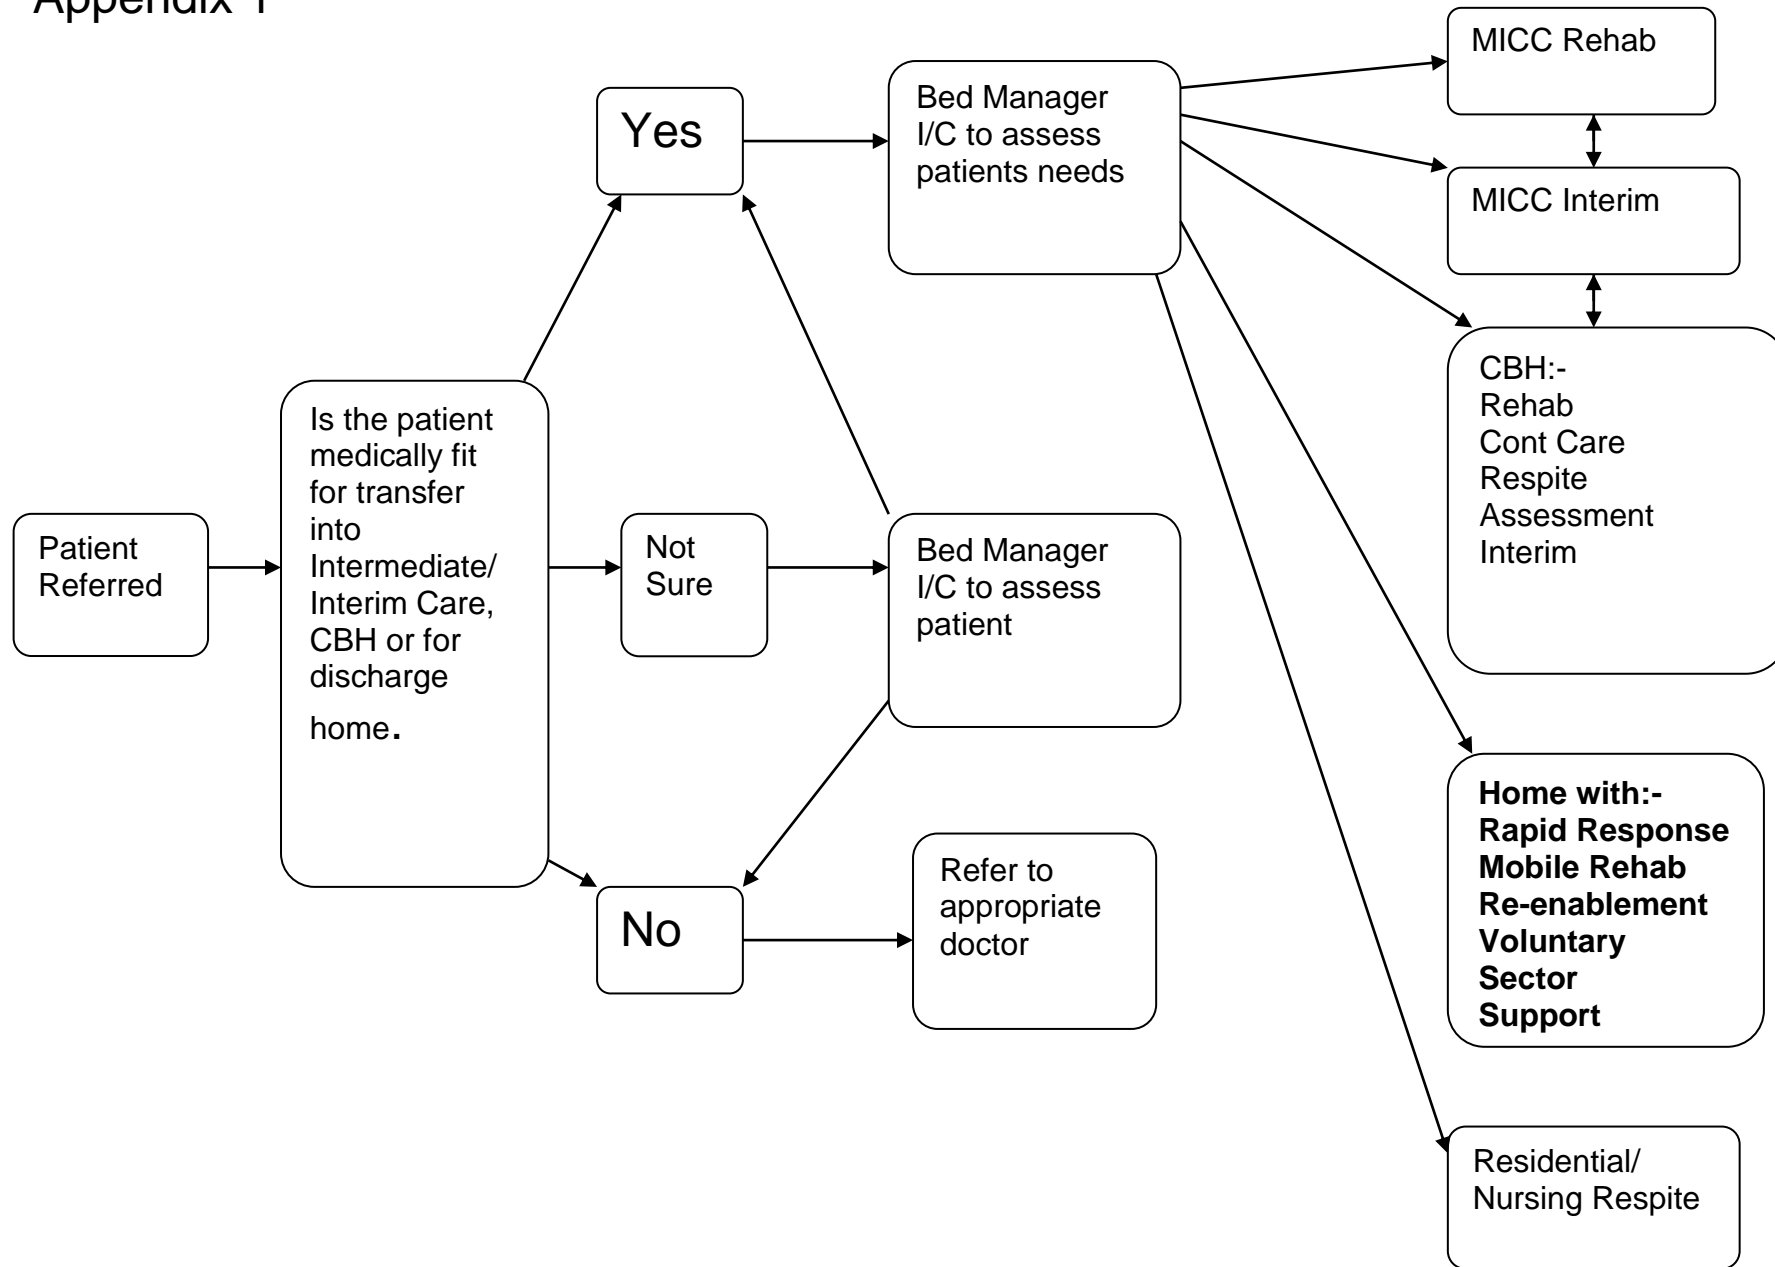 Appendix 1
MICC Rehab
Yes
Bed Manager
I/C to assess
patients needs
MICC Interim
CBH:-
Rehab
Cont Care
Respite
Assessment
Interim
Is the patient
medically fit
for transfer
into
Intermediate/
Interim Care,
CBH or for
discharge
home.
Patient
Referred
Not
Sure
Bed Manager
I/C to assess
patient
Home with:-
Rapid Response
Mobile Rehab
Re-enablement
Voluntary
Sector
Support
No
Refer to
appropriate
doctor
Residential/
Nursing Respite